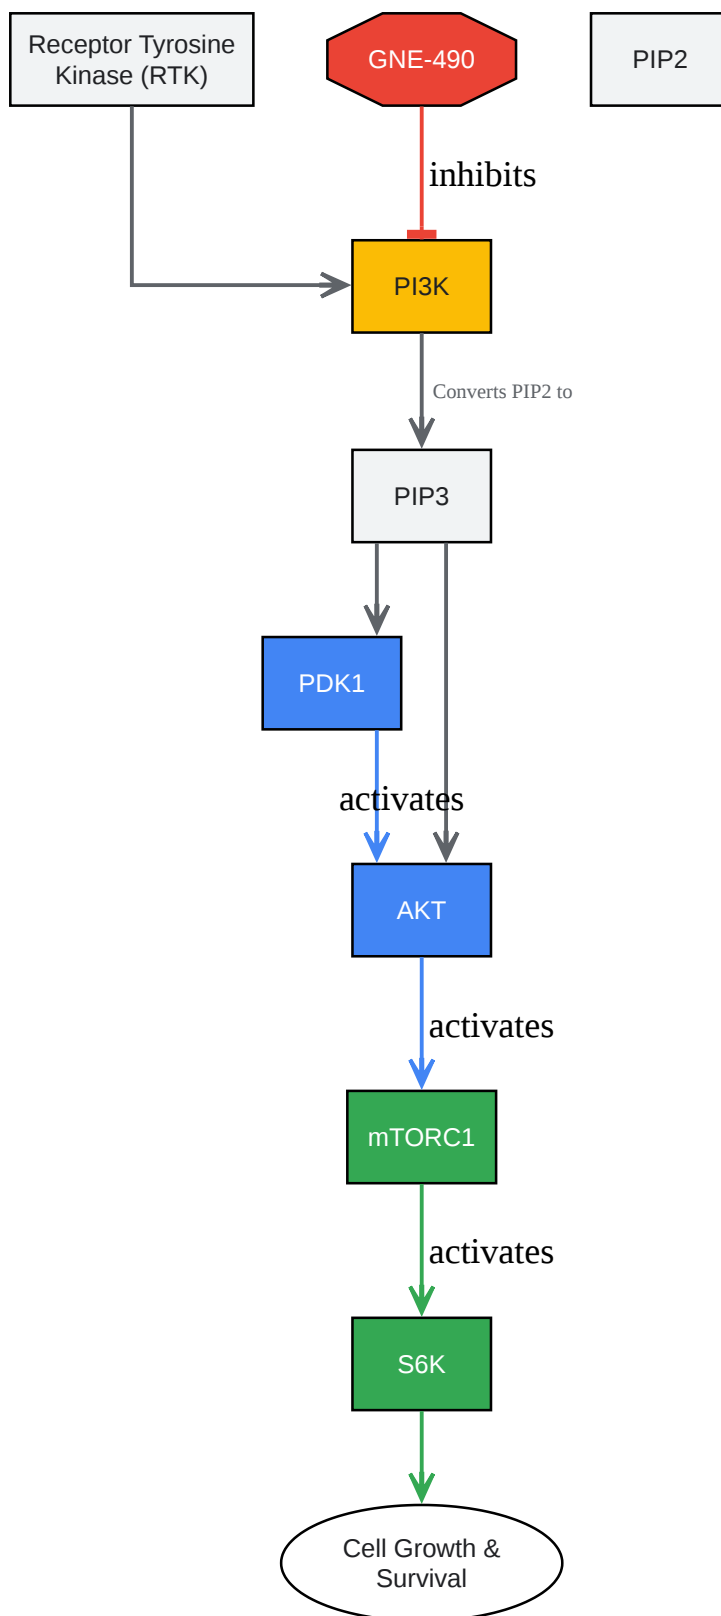 Receptor Tyrosine
Kinase (RTK)
GNE-490
PIP2
inhibits
PI3K
Converts PIP2 to
PIP3
PDK1
activates
AKT
activates
mTORC1
activates
S6K
Cell Growth &
Survival